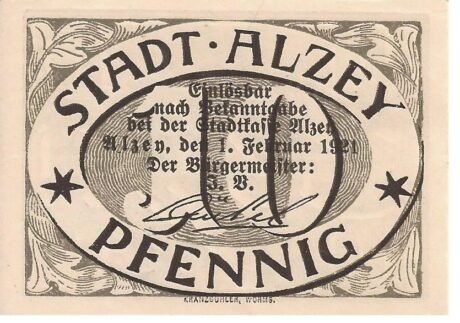 STADT · ALZEY
Einlösbar
nach Bekanntgabe
bei der Stadtkasse Alzey
Alzey, den 1. Februar 1921
Der Bürgermeister:
J. V.
PFENNIG
KRANZBÜHLER, WORMS.